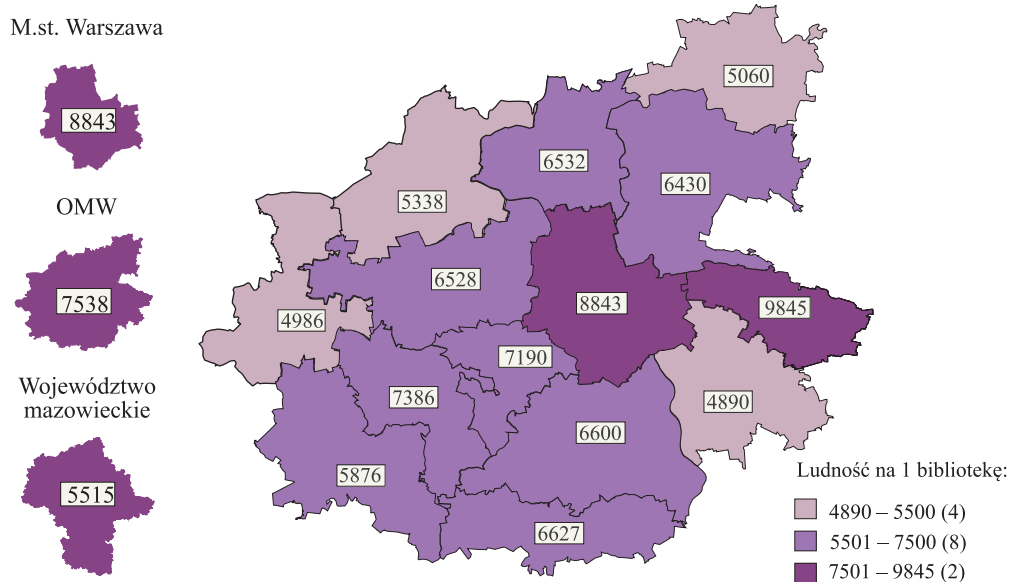 M.st. Warszawa
8843
OMW
7538
Województwo
mazowieckie
5515
5060
6532
6430
5338
6528
8843
9845
4986
7190
7386
4890
6600
5876
6627
Ludność na 1 bibliotekę:
4890 – 5500 (4)
5501 – 7500 (8)
7501 – 9845 (2)